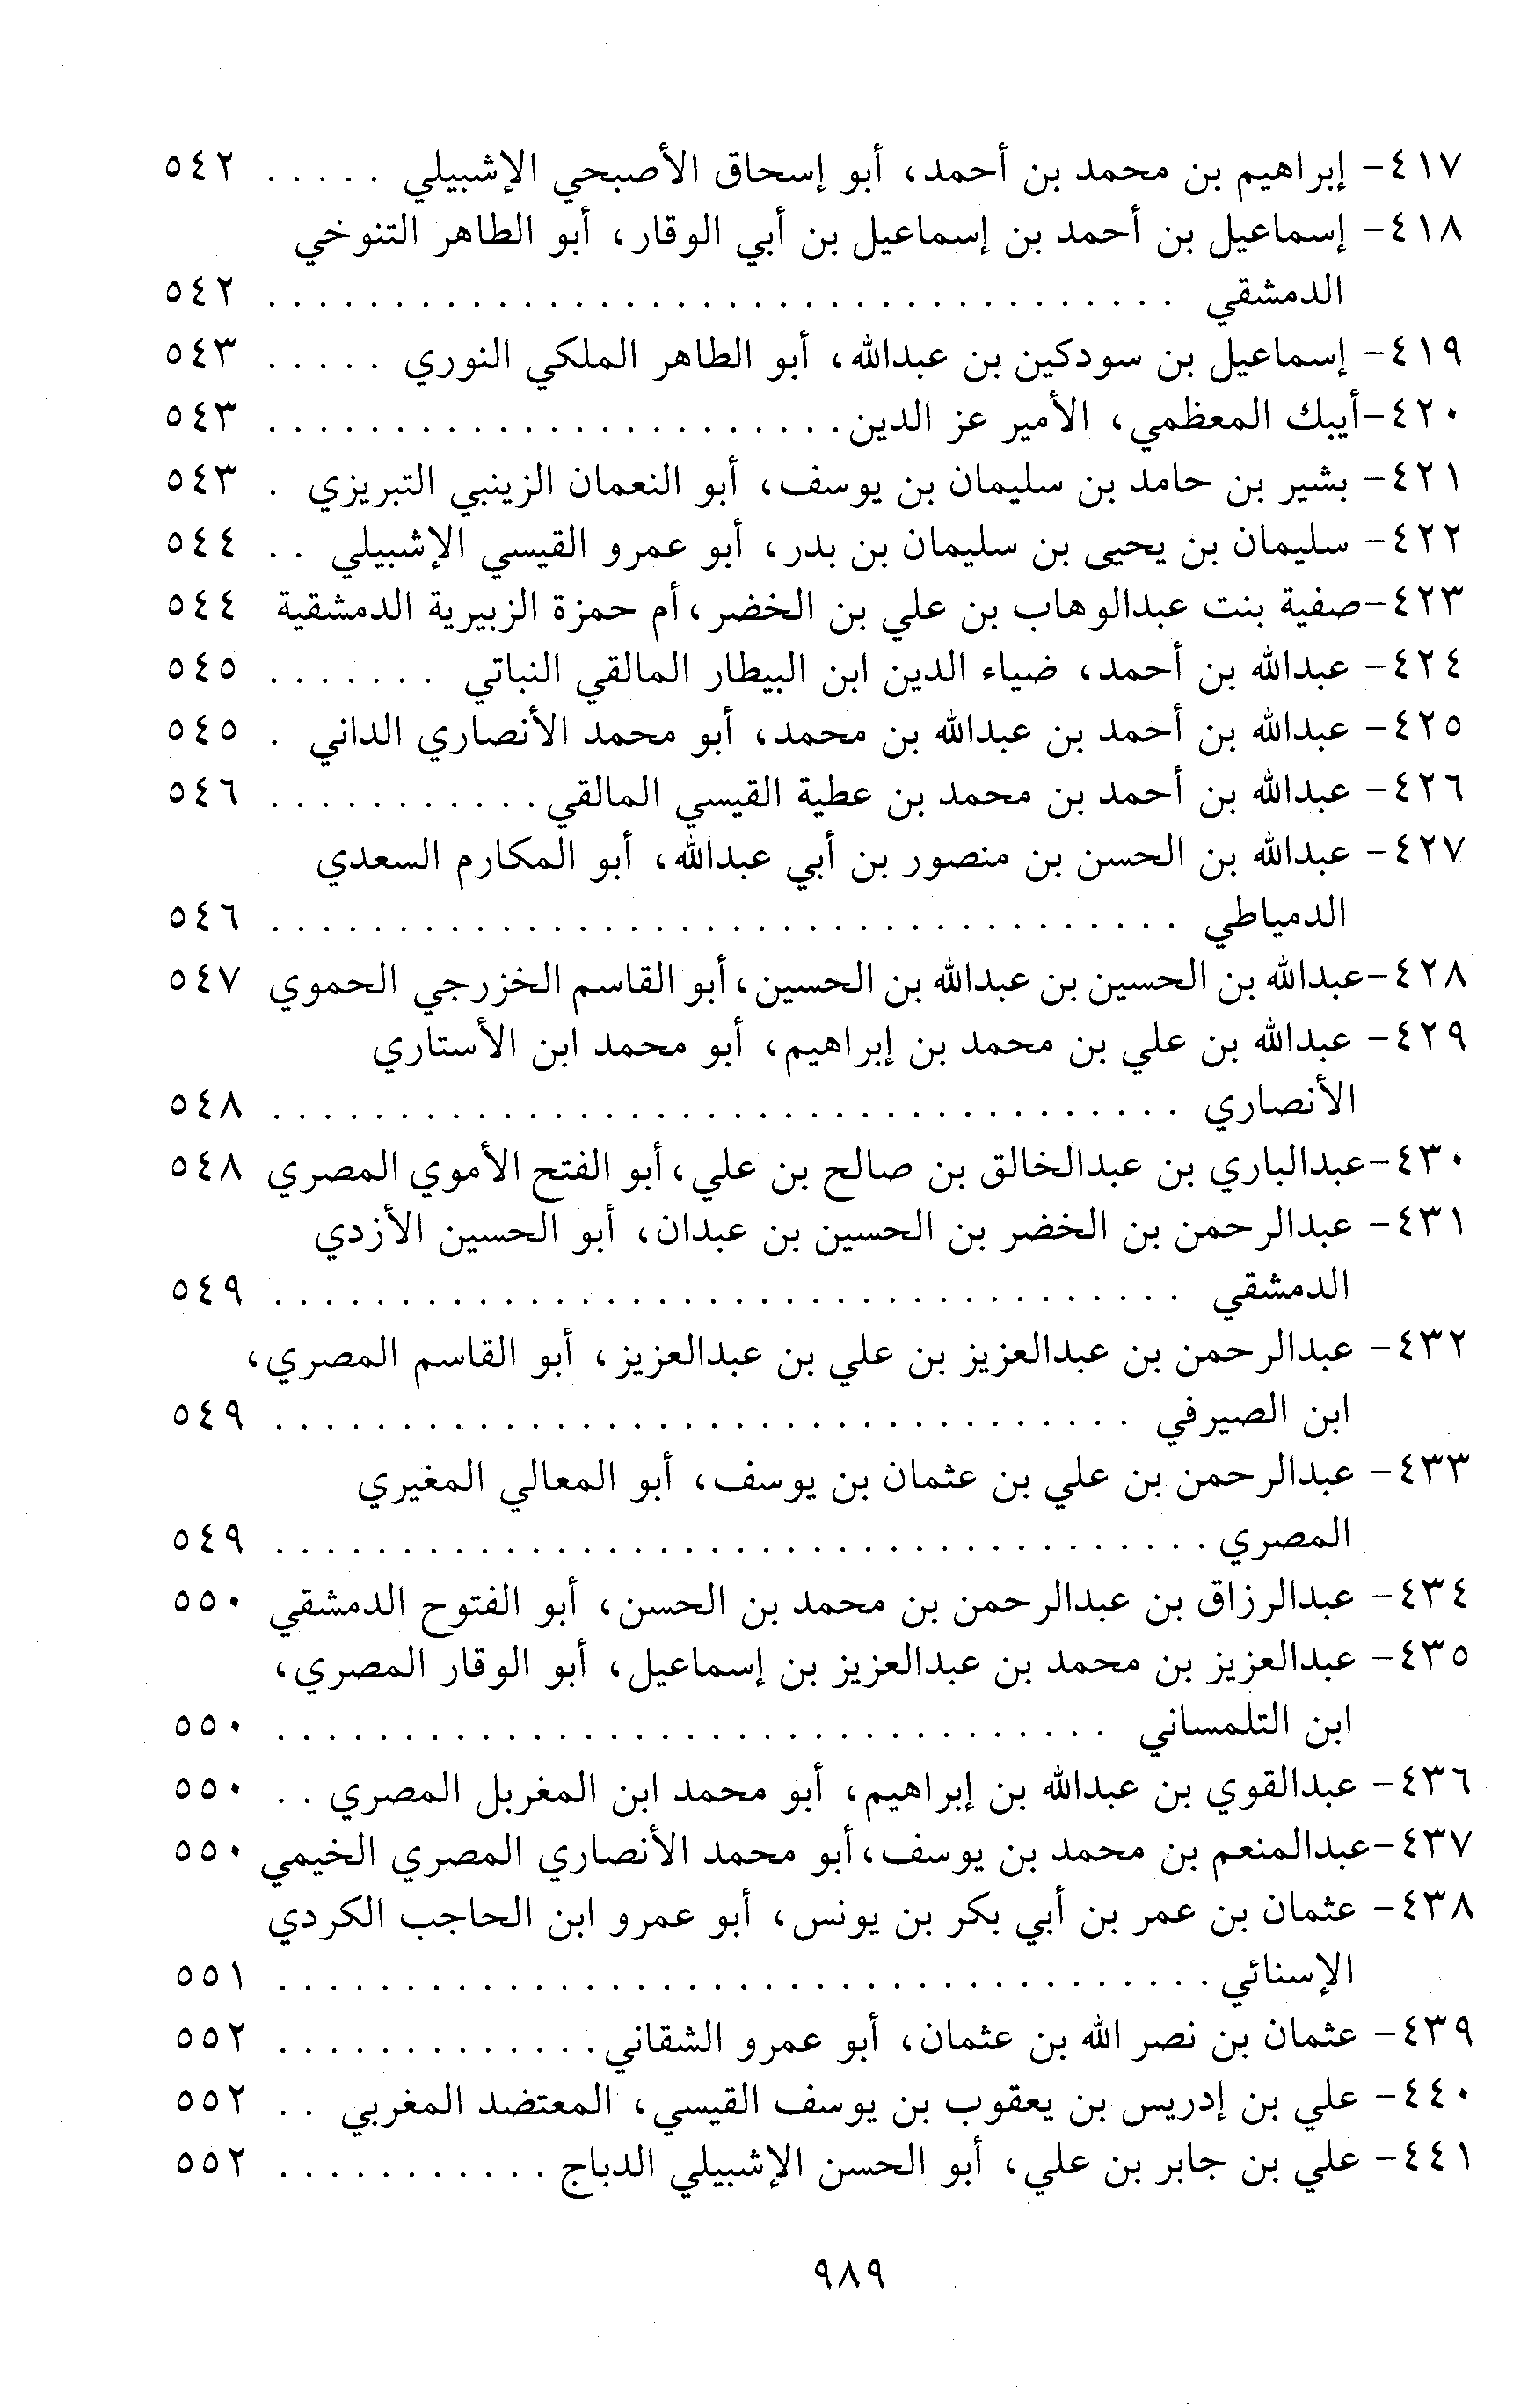 ٤١٧- إبراهيم بن محمد بن أحمد، أبو إسحاق الأصبحي الإشبيلي . . . . . ٥٤٢
٤١٨- إسماعيل بن أحمد بن إسماعيل بن أبي الوقار، أبو الطاهر التنوخي
الدمشقي . . . . . . . . . . . . . . . . . . . . . . . . . . . . . . . . . . . . ٥٤٢
٤١٩- إسماعيل بن سودكين بن عبدالله، أبو الطاهر الملكي النوري . . . . . ٥٤٣
٤٢٠-أيبك المعظمي، الأمير عز الدين. . . . . . . . . . . . . . . . . . . . . . . ٥٤٣
٤٢١- بشير بن حامد بن سليمان بن يوسف، أبو النعمان الزينبي التبريزي . ٥٤٣
٤٢٢- سليمان بن يحيى بن سليمان بن بدر، أبو عمرو القيسي الإشبيلي . . ٥٤٤
٤٢٣-صفية بنت عبدالوهاب بن علي بن الخضر،أم حمزة الزبيرية الدمشقية ٥٤٤
٤٢٤- عبدالله بن أحمد، ضياء الدين ابن البيطار المالقي النباتي . . . . . . . ٥٤٥
٤٢٥- عبدالله بن أحمد بن عبدالله بن محمد، أبو محمد الأنصاري الداني . ٥٤٥
٤٢٦- عبدالله بن أحمد بن محمد بن عطية القيسي المالقي. . . . . . . . . . . ٥٤٦
٤٢٧- عبدالله بن الحسن بن منصور بن أبي عبدالله، أبو المكارم السعدي
الدمياطي . . . . . . . . . . . . . . . . . . . . . . . . . . . . . . . . . . . . ٥٤٦
٤٢٨-عبدالله بن الحسين بن عبدالله بن الحسين،أبو القاسم الخزرجي الحموي ٥٤٧
٤٢٩- عبدالله بن علي بن محمد بن إبراهيم، أبو محمد ابن الأستاري
الأنصاري . . . . . . . . . . . . . . . . . . . . . . . . . . . . . . . . . . . . ٥٤٨
٤٣٠-عبدالباري بن عبدالخالق بن صالح بن علي،أبو الفتح الأموي المصري ٥٤٨
٤٣١- عبدالرحمن بن الخضر بن الحسين بن عبدان، أبو الحسين الأزدي
الدمشقي . . . . . . . . . . . . . . . . . . . . . . . . . . . . . . . . . . . . ٥٤٩
٤٣٢- عبدالرحمن بن عبدالعزيز بن علي بن عبدالعزيز، أبو القاسم المصري،
ابن الصيرفي . . . . . . . . . . . . . . . . . . . . . . . . . . . . . . . . . . ٥٤٩
٤٣٣- عبدالرحمن بن علي بن عثمان بن يوسف، أبو المعالي المغيري
المصري. . . . . . . . . . . . . . . . . . . . . . . . . . . . . . . . . . . . . ٥٤٩
٤٣٤- عبدالرزاق بن عبدالرحمن بن محمد بن الحسن، أبو الفتوح الدمشقي ٥٥٠
٤٣٥- عبدالعزيز بن محمد بن عبدالعزيز بن إسماعيل، أبو الوقار المصري،
ابن التلمساني . . . . . . . . . . . . . . . . . . . . . . . . . . . . . . . . . ٥٥٠
٤٣٦- عبدالقوي بن عبدالله بن إبراهيم، أبو محمد ابن المغربل المصري . . ٥٥٠
٤٣٧-عبدالمنعم بن محمد بن يوسف،أبو محمد الأنصاري المصري الخيمي ٥٥٠
٤٣٨- عثمان بن عمر بن أبي بكر بن يونس، أبو عمرو ابن الحاجب الكردي
الإسنائي. . . . . . . . . . . . . . . . . . . . . . . . . . . . . . . . . . . . . ٥٥١
٤٣٩- عثمان بن نصر الله بن عثمان، أبو عمرو الشقاني. . . . . . . . . . . . . ٥٥٢
٤٤٠- علي بن إدريس بن يعقوب بن يوسف القيسي، المعتضد المغربي . . ٥٥٢
٤٤١- علي بن جابر بن علي، أبو الحسن الإشبيلي الدباج . . . . . . . . . . . ٥٥٢
٩٨٩